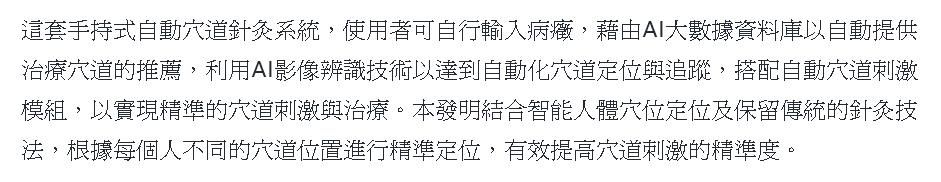 這套手持式自動穴道針灸系統，使用者可自行輸入病癥，藉由AI大數據資料庫以自動提供
治療穴道的推薦，利用AI影像辨識技術以達到自動化穴道定位與追蹤，搭配自動穴道刺激
模組，以實現精準的穴道刺激與治療。本發明結合智能人體穴位定位及保留傳統的針灸技
法，根據每個人不同的穴道位置進行精準定位，有效提高穴道刺激的精準度。